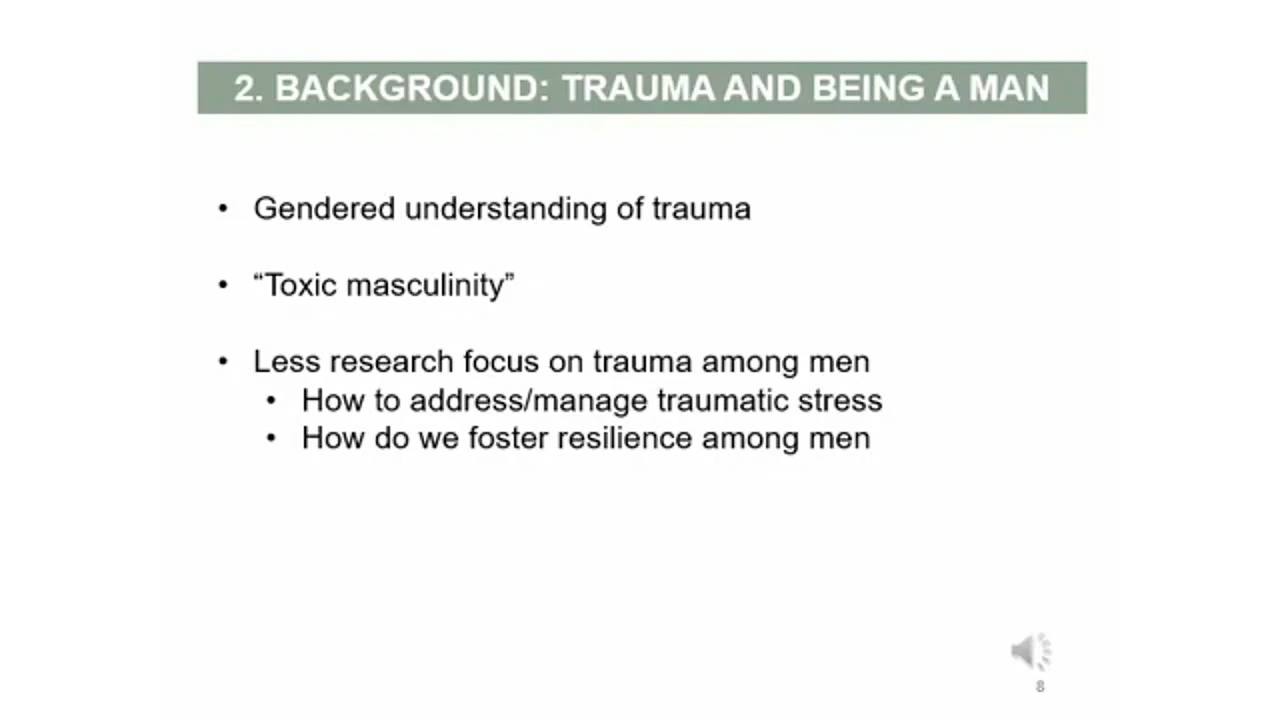 2. BACKGROUND: TRAUMA AND BEING A MAN
• Gendered understanding of trauma
• “Toxic masculinity”
• Less research focus on trauma among men
• How to address/manage traumatic stress
• How do we foster resilience among men
8